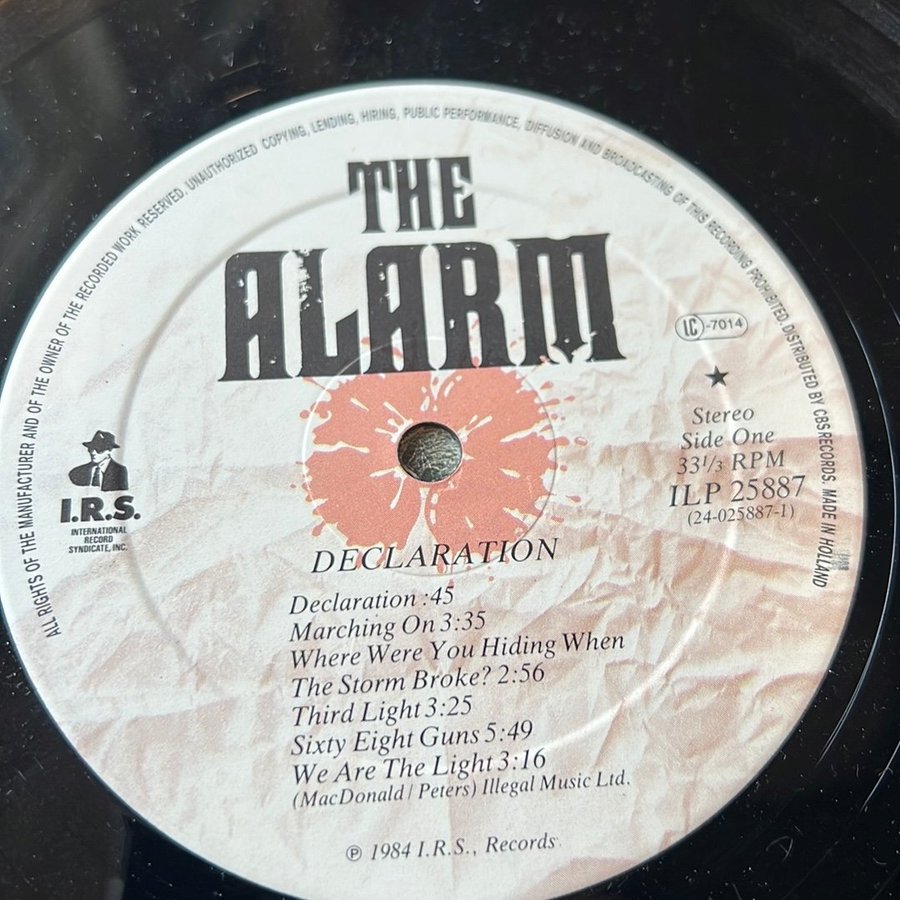 ALL RIGHTS OF THE MANUFACTURER AND OF THE OWNER OF THE RECORDED WORK RESERVED. UNAUTHORIZED COPYING, LENDING, HIRING, PUBLIC PERFORMANCE, DIFFUSION AND BROADCASTING OF THIS RECORDING PROHIBITED. DISTRIBUTED BY CBS RECORDS. MADE IN HOLLAND
THE
ALARM
LC-7014
Stereo
Side One
33 1/3 RPM
ILP 25887
(24-025887-1)
I.R.S.
INTERNATIONAL
RECORD
SYNDICATE, INC.
DECLARATION
Declaration :45
Marching On 3:35
Where Were You Hiding When
The Storm Broke? 2:56
Third Light 3:25
Sixty Eight Guns 5:49
We Are The Light 3:16
(MacDonald / Peters) Illegal Music Ltd.
℗ 1984 I.R.S., Records